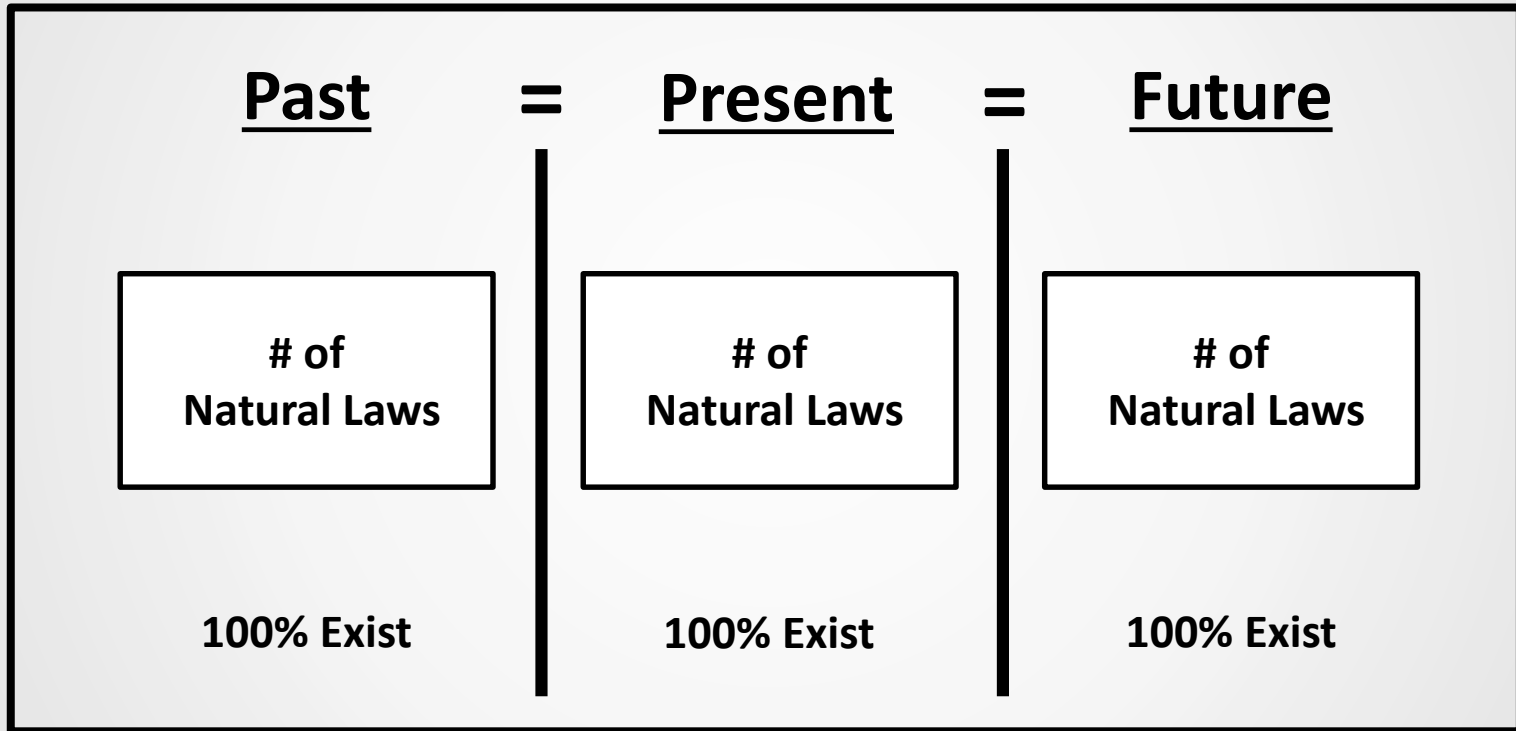 Past = Present = Future
# of
Natural Laws
# of
Natural Laws
# of
Natural Laws
100% Exist
100% Exist
100% Exist